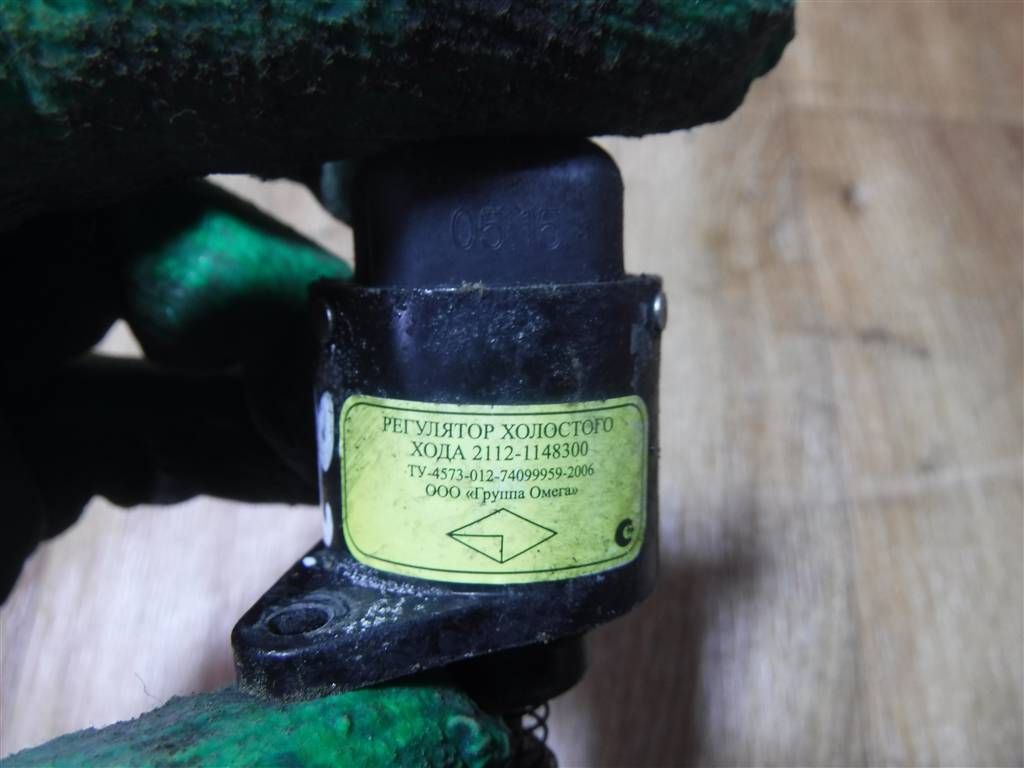 05 15
РЕГУЛЯТОР ХОЛОСТОГО
ХОДА 2112-1148300
ТУ-4573-012-74099959-2006
ООО «Группа Омега»